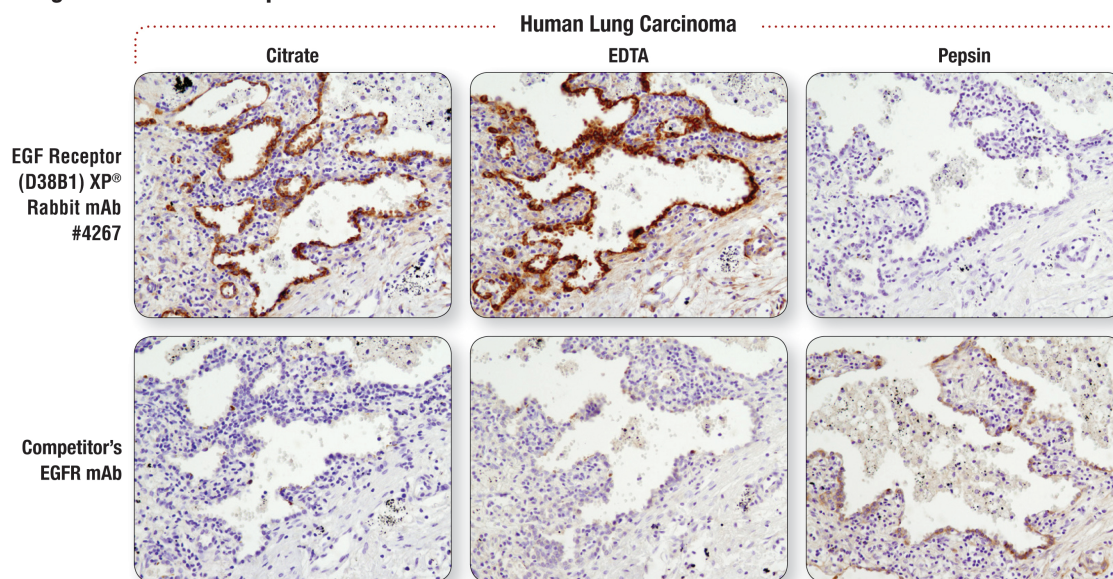 Human Lung Carcinoma
Citrate
EDTA
Pepsin
EGF Receptor
(D38B1) XP®
Rabbit mAb
#4267
Competitor's
EGFR mAb